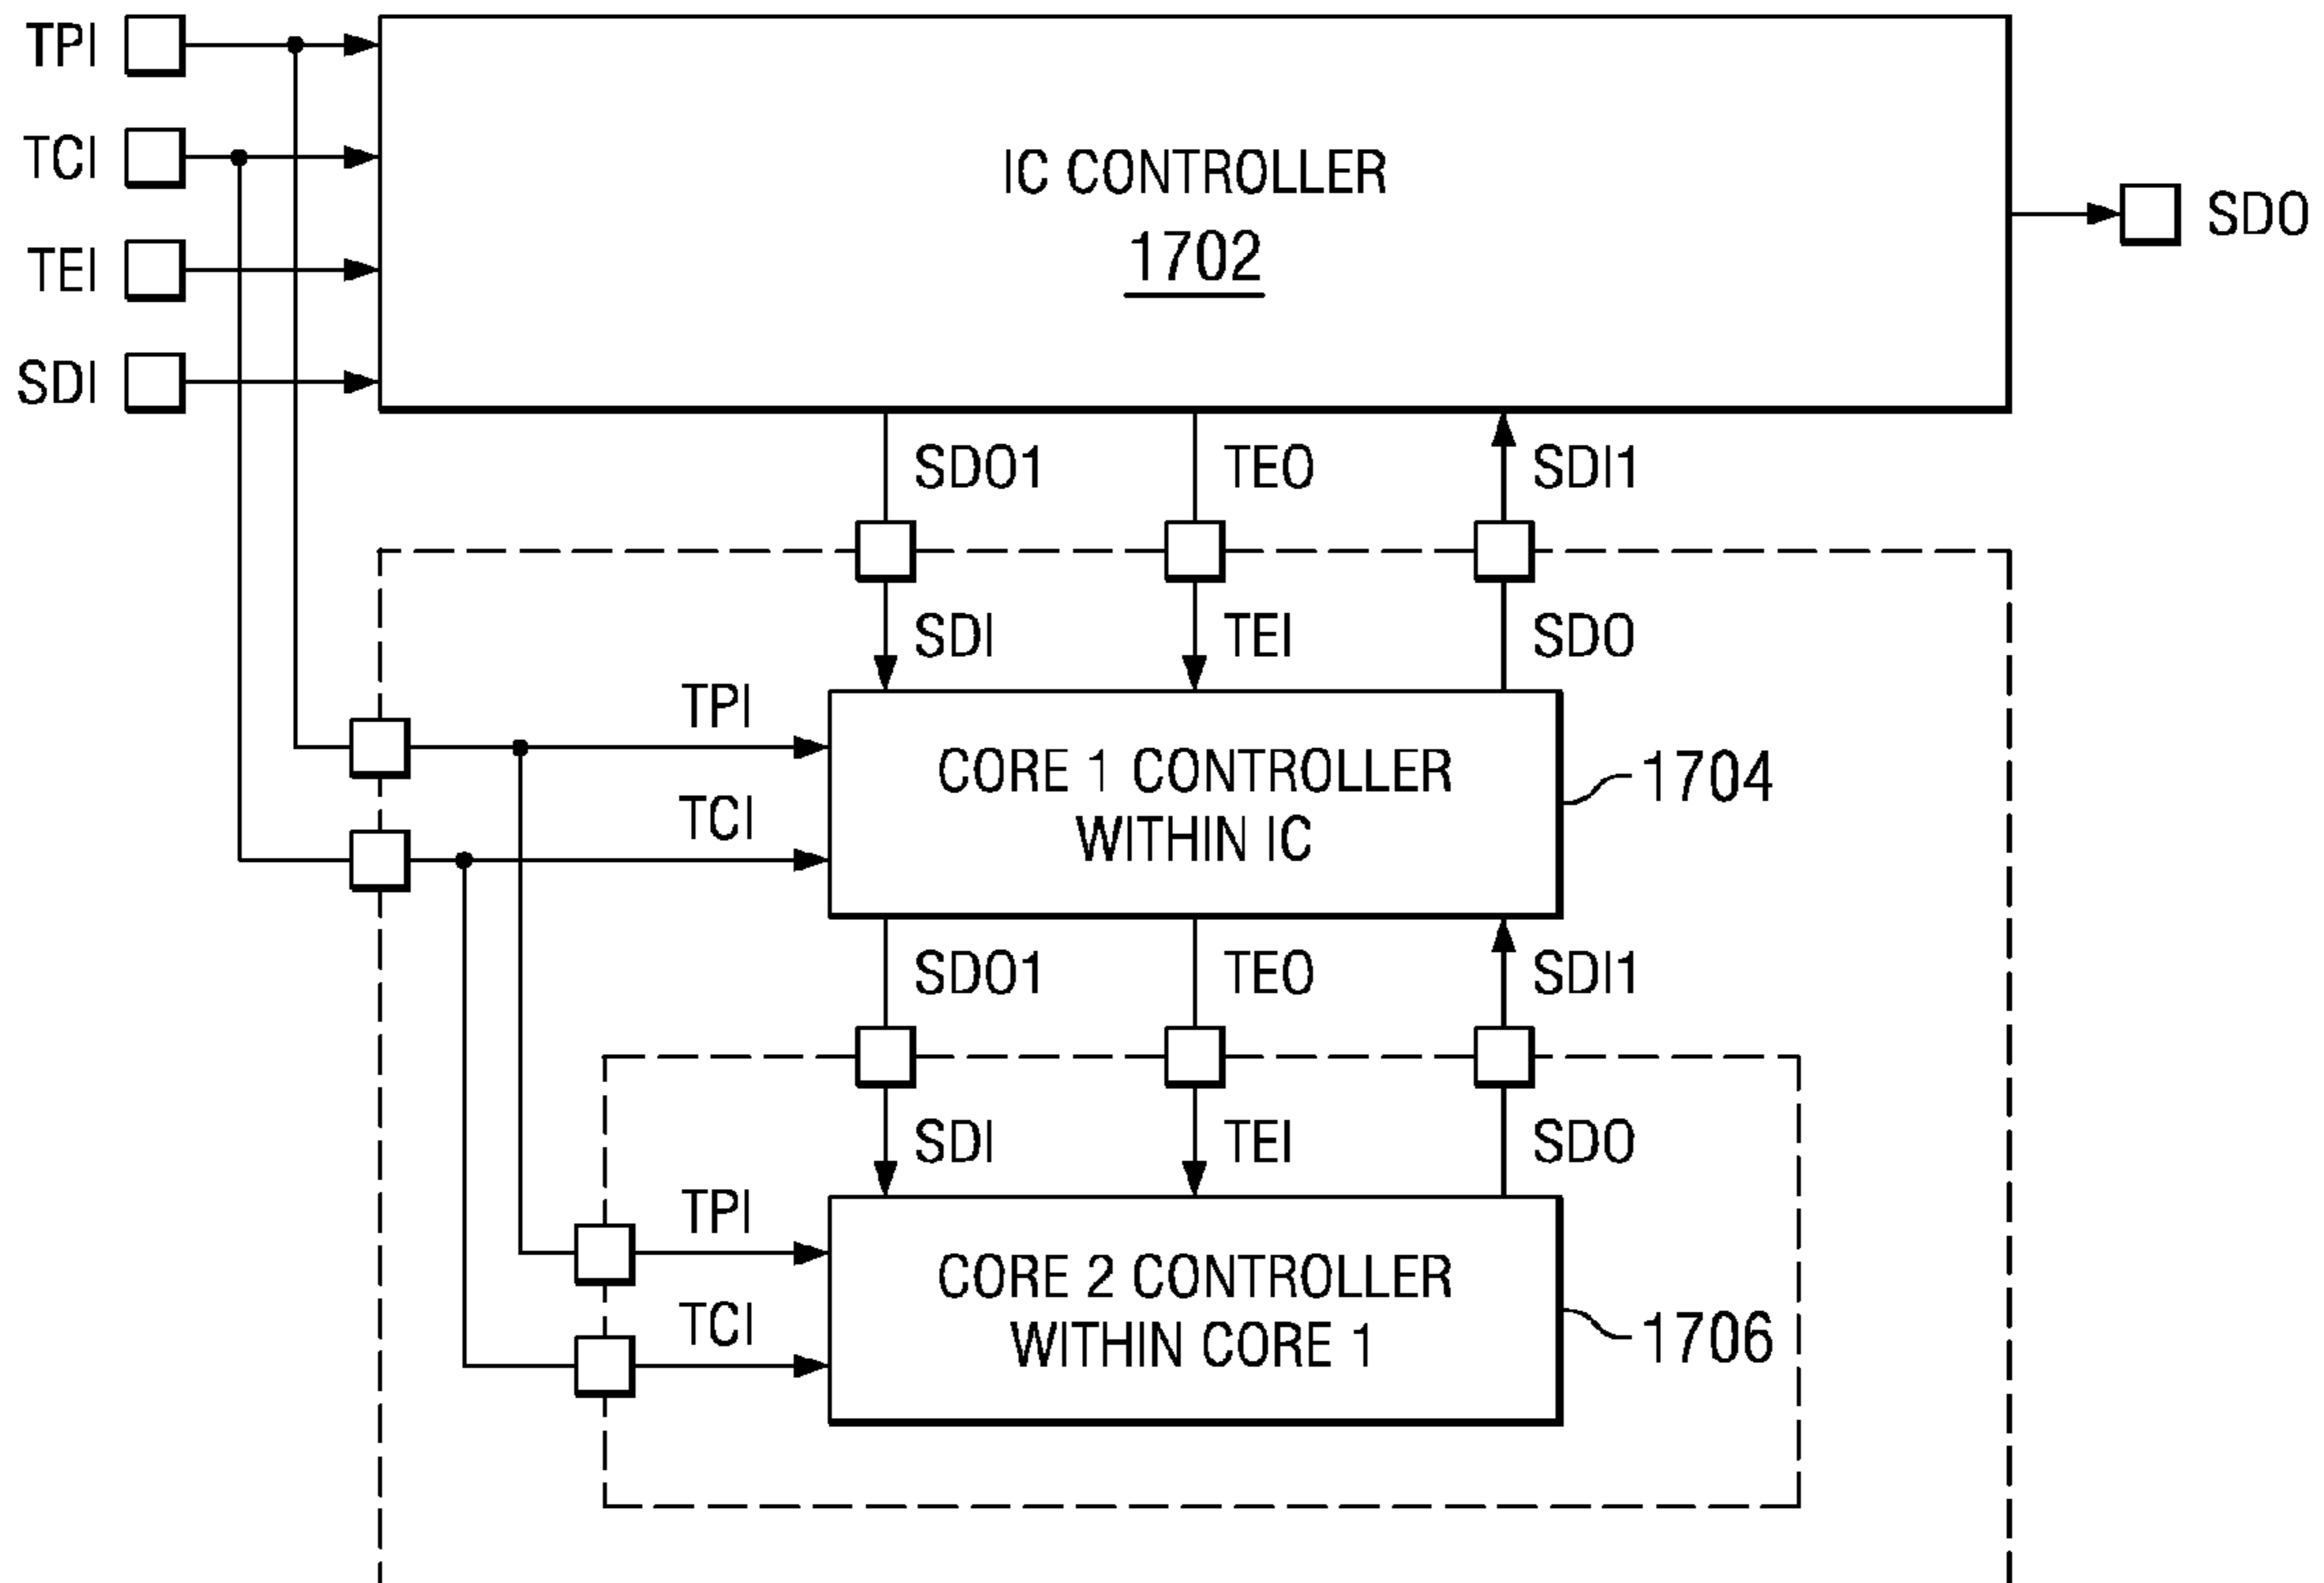 TPI
TCI
TEI
SDI
IC CONTROLLER
1702
SDO
SDO1 TEO SDI1
SDI TEI SDO
TPI
TCI
CORE 1 CONTROLLER
WITHIN IC
1704
SDO1 TEO SDI1
SDI TEI SDO
TPI
TCI
CORE 2 CONTROLLER
WITHIN CORE 1
1706